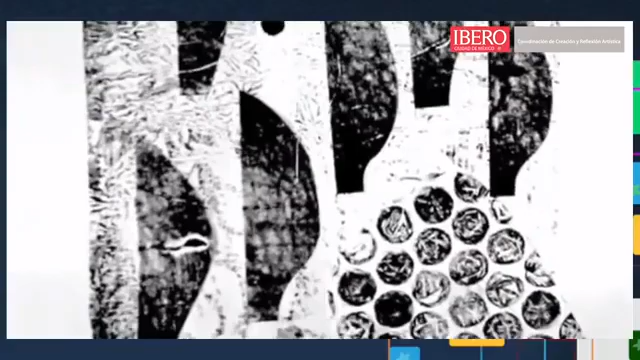 IBERO
CIUDAD DE MÉXICO
Coordinación de Creación y Reflexión Artística